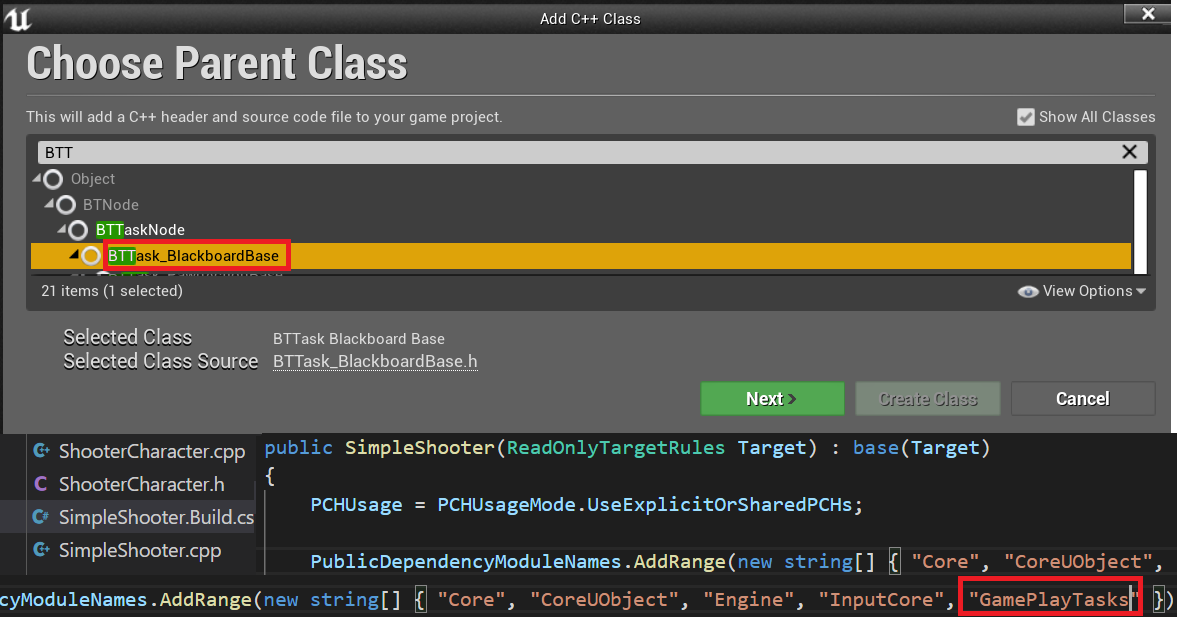 Add C++ Class
Choose Parent Class
This will add a C++ header and source code file to your game project.
Show All Classes
BTT
Object
BTNode
BTTaskNode
BTTask_BlackboardBase
21 items (1 selected)
View Options
Selected Class BTTask Blackboard Base
Selected Class Source BTTask_BlackboardBase.h
Next >
Create Class
Cancel
ShooterCharacter.cpp
ShooterCharacter.h
SimpleShooter.Build.cs
SimpleShooter.cpp
public SimpleShooter(ReadOnlyTargetRules Target) : base(Target)
{
PCHUsage = PCHUsageMode.UseExplicitOrSharedPCHs;
PublicDependencyModuleNames.AddRange(new string[] { "Core", "CoreUObject",
cyModuleNames.AddRange(new string[] { "Core", "CoreUObject", "Engine", "InputCore", "GamePlayTasks" })